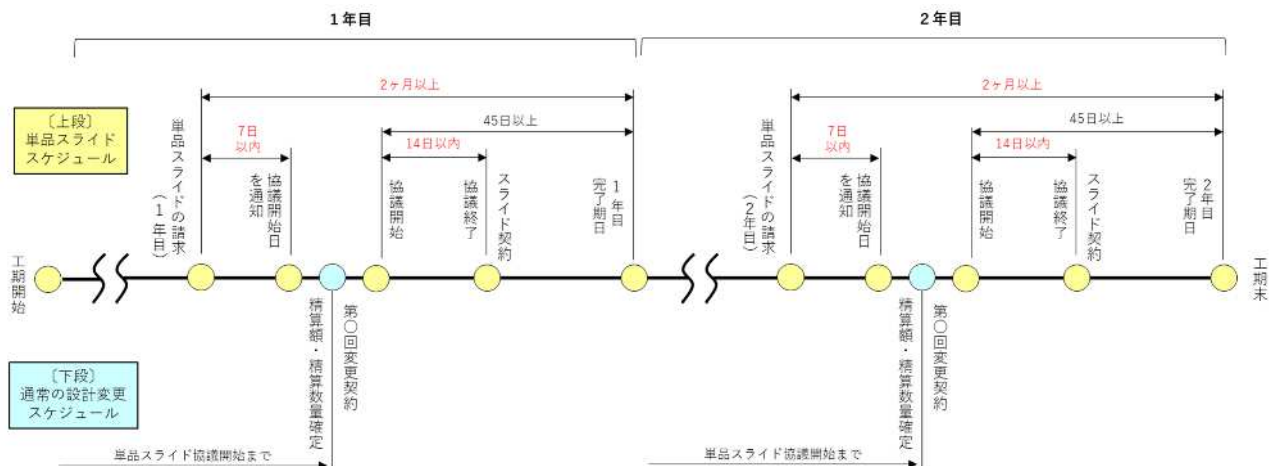 1年目
2年目
〔上段〕
単品スライド
スケジュール
2ヶ月以上
45日以上
7日
以内
14日以内
単品スライドの請求
（１年目）
協議開始日
を通知
協議開始
協議終了
スライド契約
1年目
完了期日
2ヶ月以上
45日以上
7日
以内
14日以内
単品スライドの請求
（2年目）
協議開始日
を通知
協議開始
協議終了
スライド契約
2年目
完了期日
工期開始
工期末
〔下段〕
通常の設計変更
スケジュール
第〇回変更契約
精算額・精算数量確定
単品スライド協議開始まで
第〇回変更契約
精算額・精算数量確定
単品スライド協議開始まで